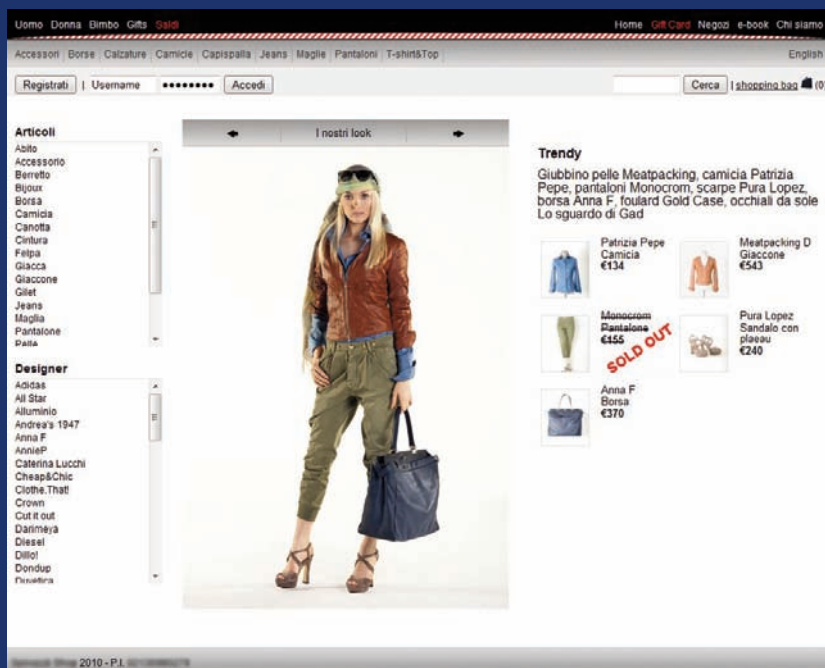 Uomo Donna Bimbo Gifts Saldi
Home Gift Card Negozi e-book Chi siamo
Accessori Borse Calzature Camicie Capispalla Jeans Maglie Pantaloni T-shirt&Top
English
Registrati | Username •••••••• Accedi
Cerca | shopping bag (0)
Articoli
Abito
Accessorio
Berretto
Bijoux
Borsa
Camicia
Canotta
Cintura
Felpa
Giacca
Giaccone
Gilet
Jeans
Maglia
Pantalone
Designer
Adidas
All Star
Alluminio
Andrea's 1947
Anna F
AnnieP
Caterina Lucchi
Cheap&Chic
Clothe.That!
Crown
Cut it out
Darimeya
Diesel
Dillo!
Dondup
Duvetica
I nostri look
Trendy
Giubbino pelle Meatpacking, camicia Patrizia
Pepe, pantaloni Monocrom, scarpe Pura Lopez,
borsa Anna F, foulard Gold Case, occhiali da sole
Lo sguardo di Gad
Patrizia Pepe
Camicia
€134
Meatpacking D
Giaccone
€543
Monocrom
Pantalone
€155
SOLD OUT
Pura Lopez
Sandalo con
plaeau
€240
Anna F
Borsa
€370
2010 - P.I.